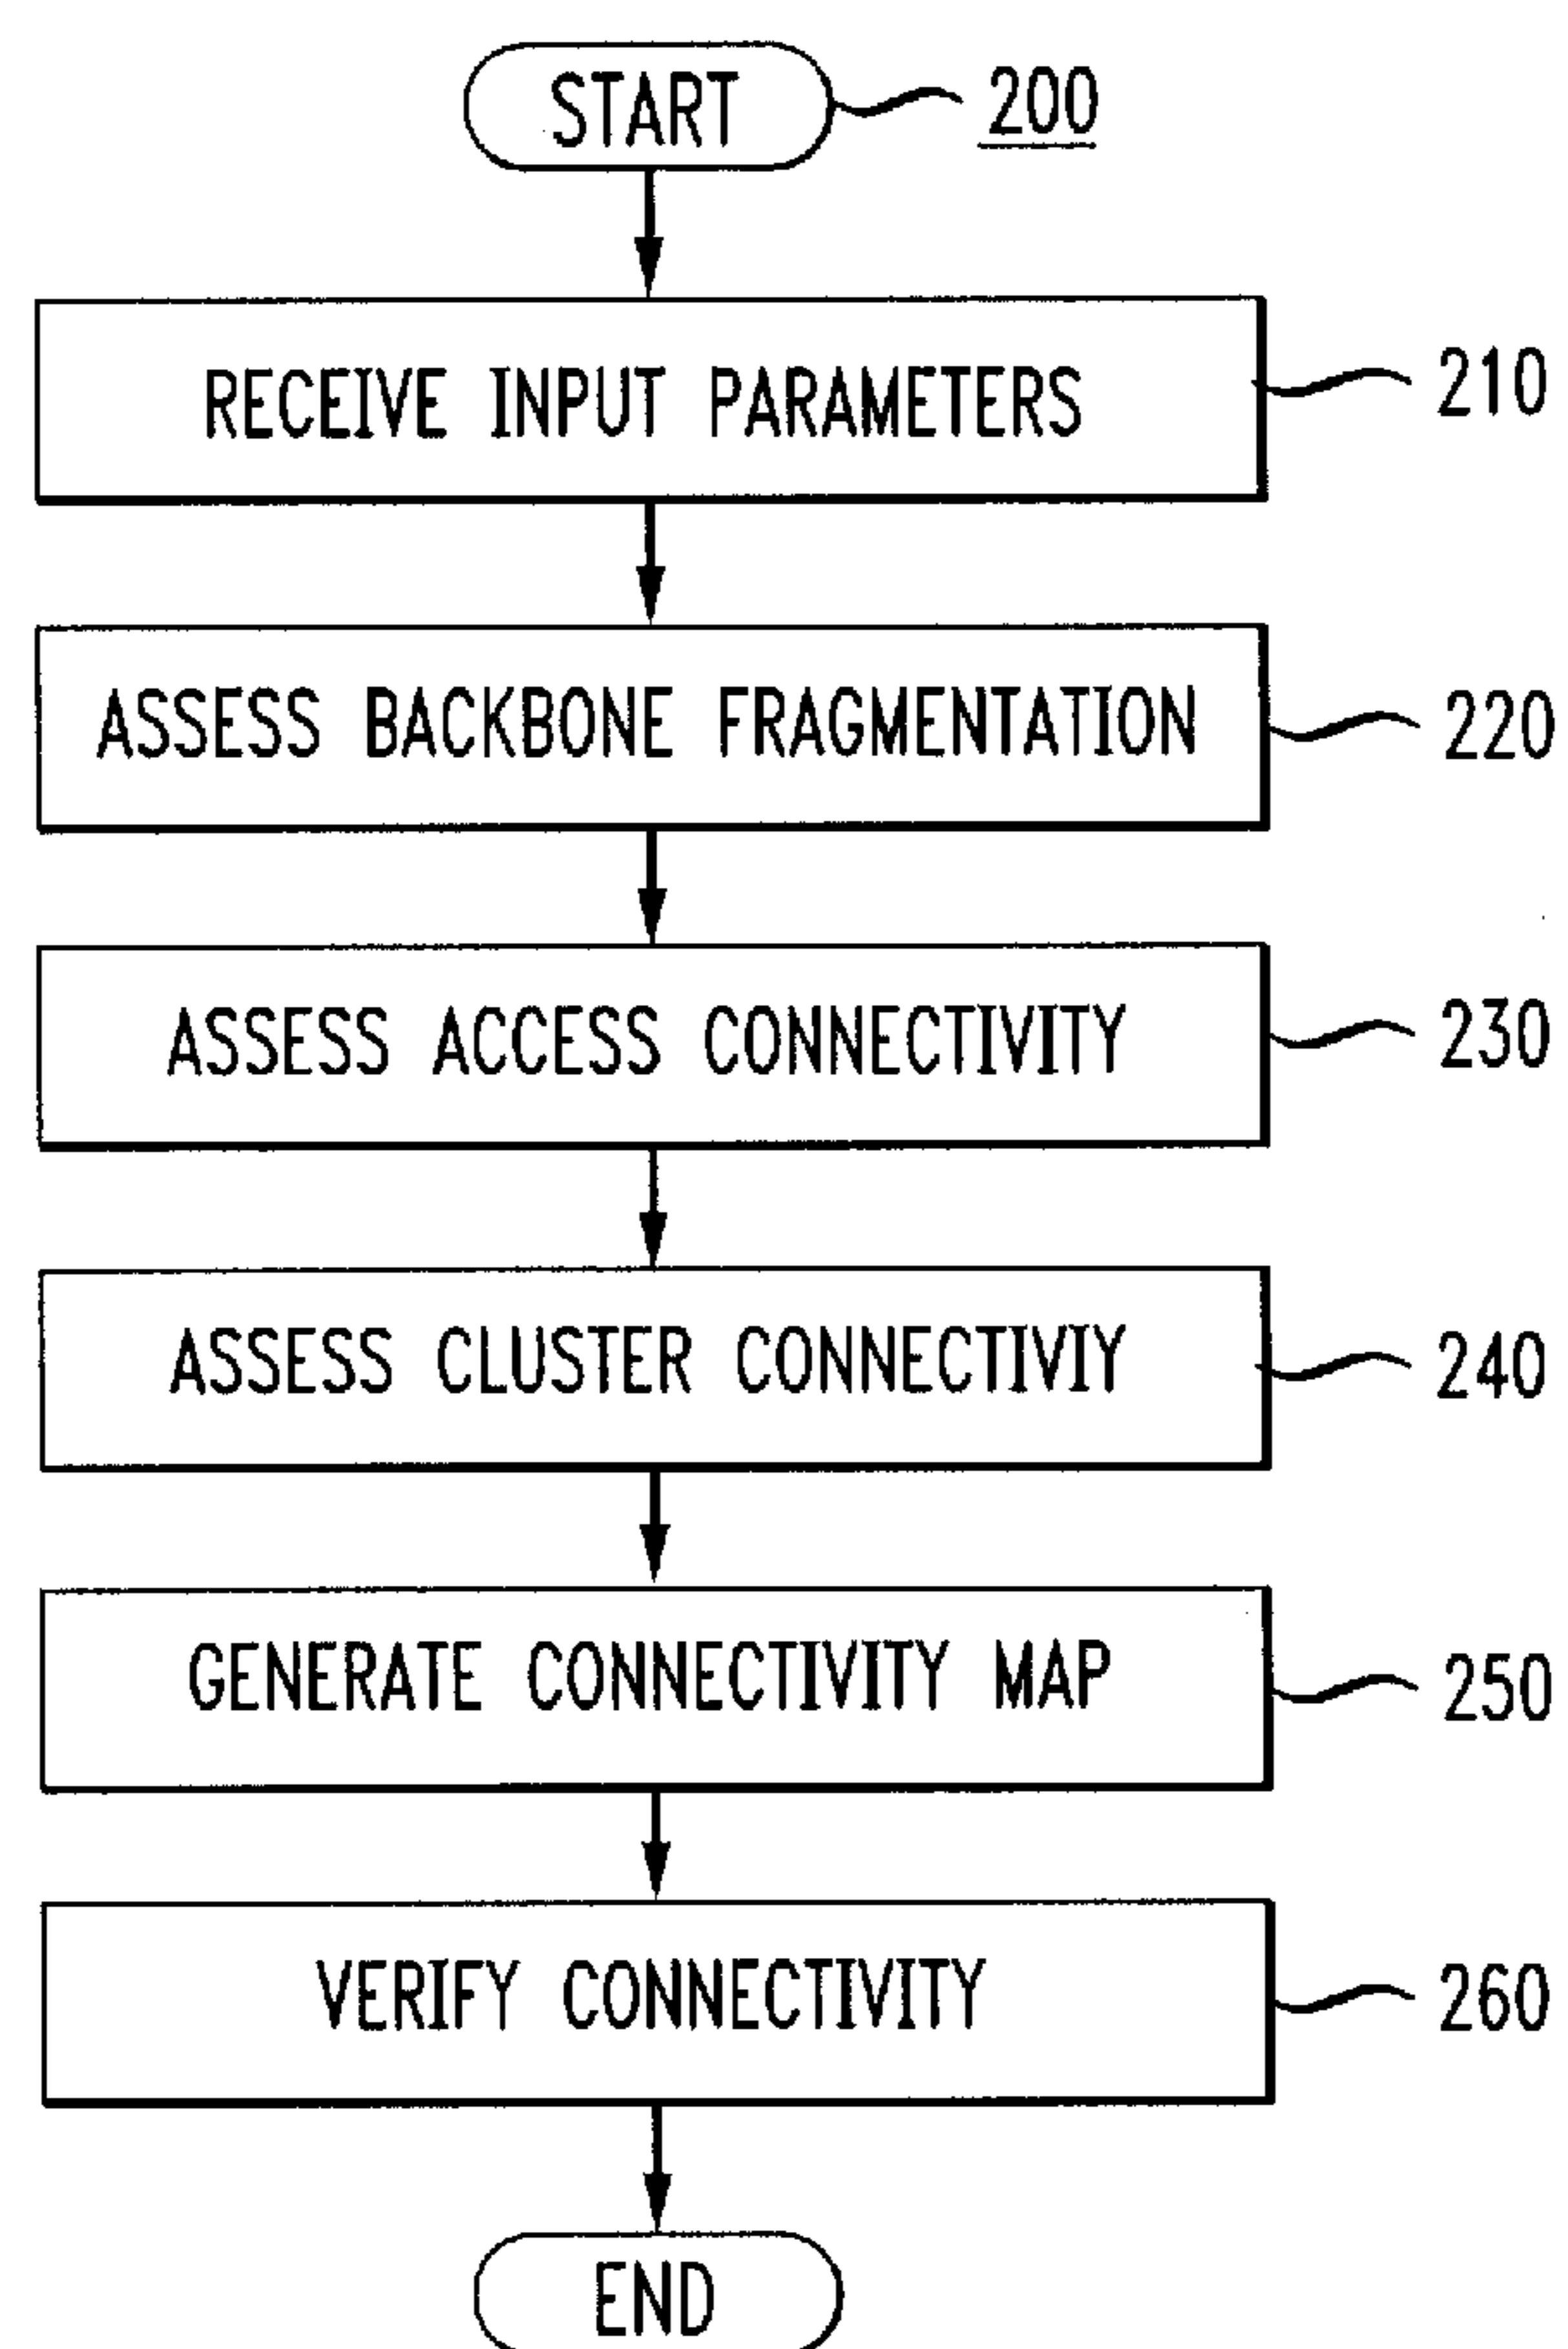 START 200
RECEIVE INPUT PARAMETERS 210
ASSESS BACKBONE FRAGMENTATION 220
ASSESS ACCESS CONNECTIVITY 230
ASSESS CLUSTER CONNECTIVIY 240
GENERATE CONNECTIVITY MAP 250
VERIFY CONNECTIVITY 260
END